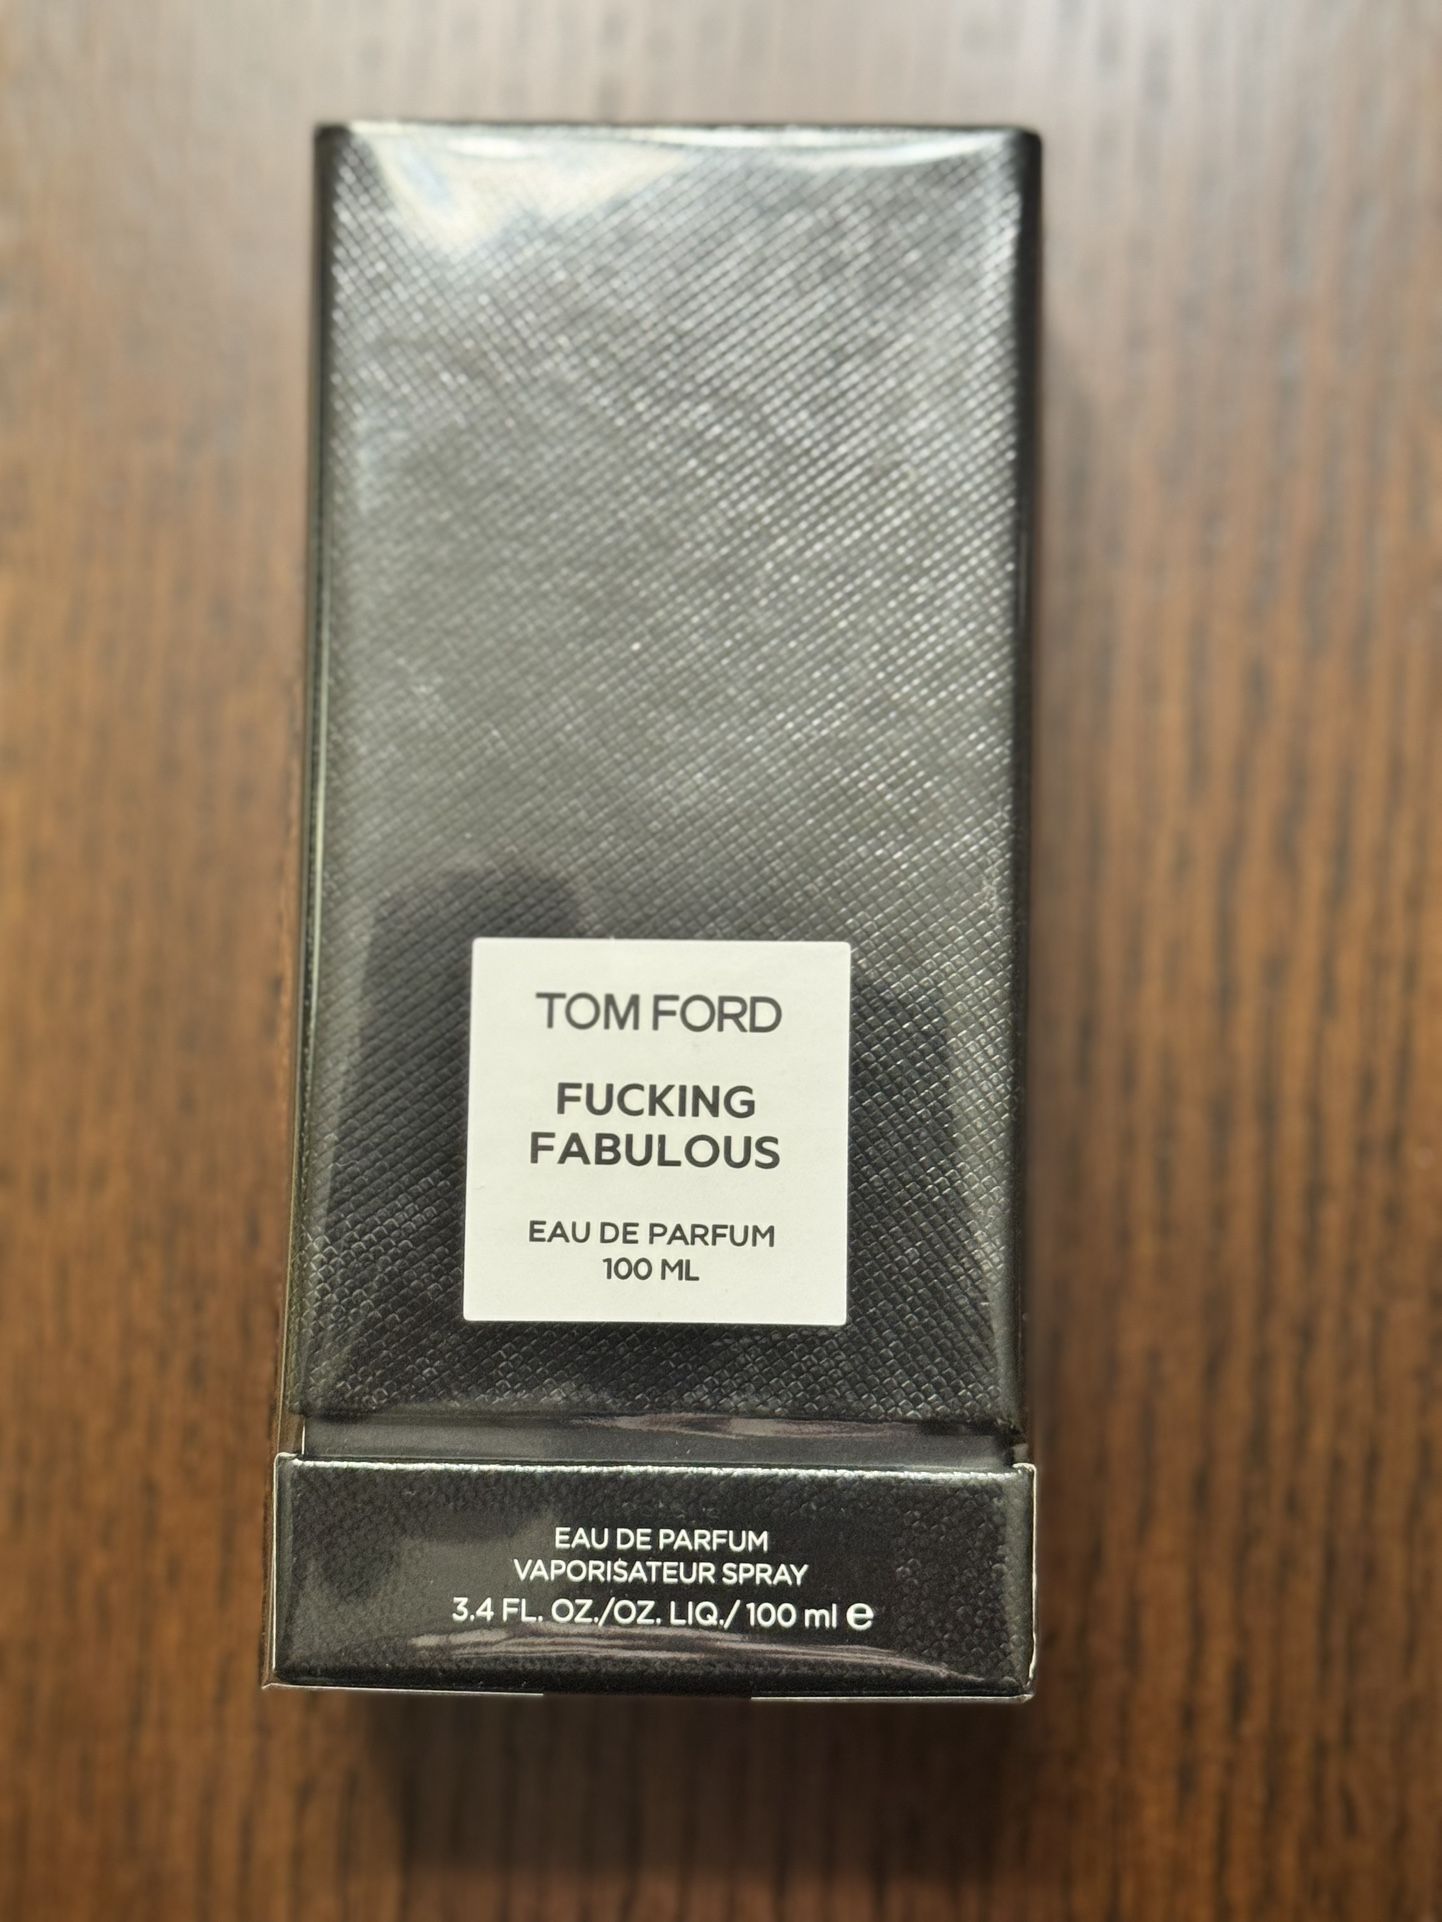 TOM FORD
FUCKING
FABULOUS
EAU DE PARFUM
100 ML
EAU DE PARFUM
VAPORISATEUR SPRAY
3.4 FL. OZ./OZ. LIQ./ 100 ml ℮